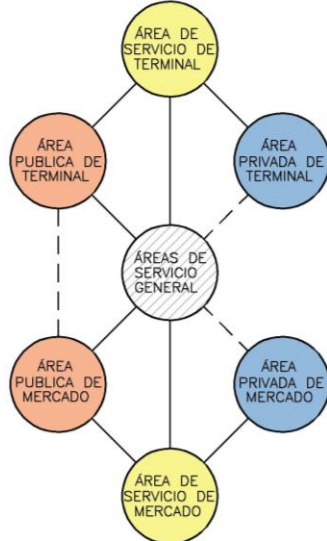 ÁREA DE
SERVICIO DE
TERMINAL
ÁREA
PUBLICA DE
TERMINAL
ÁREA
PRIVADA DE
TERMINAL
ÁREAS DE
SERVICIO
GENERAL
ÁREA
PUBLICA DE
MERCADO
ÁREA
PRIVADA DE
MERCADO
ÁREA DE
SERVICIO DE
MERCADO